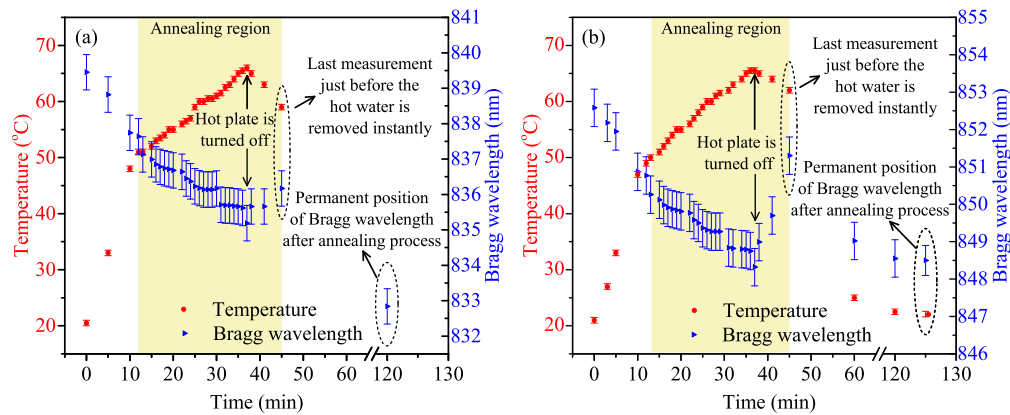 (a)
Annealing region
Temperature (°C)
70
60
50
40
30
20
Last measurement
just before the
hot water is
removed instantly
Hot plate is
turned off
Permanent position
of Bragg wavelength
after annealing process
Temperature
Bragg wavelength
841
840
839
838
837
836
835
834
833
832
Bragg wavelength (nm)
0 10 20 30 40 50 60 120 130
Time (min)
(b)
Annealing region
Temperature (°C)
70
60
50
40
30
20
Last measurement
just before the
hot water is
removed instantly
Hot plate is
turned off
Permanent position
of Bragg wavelength
after annealing process
Temperature
Bragg wavelength
855
854
853
852
851
850
849
848
847
846
Bragg wavelength (nm)
0 10 20 30 40 50 60 120 130
Time (min)